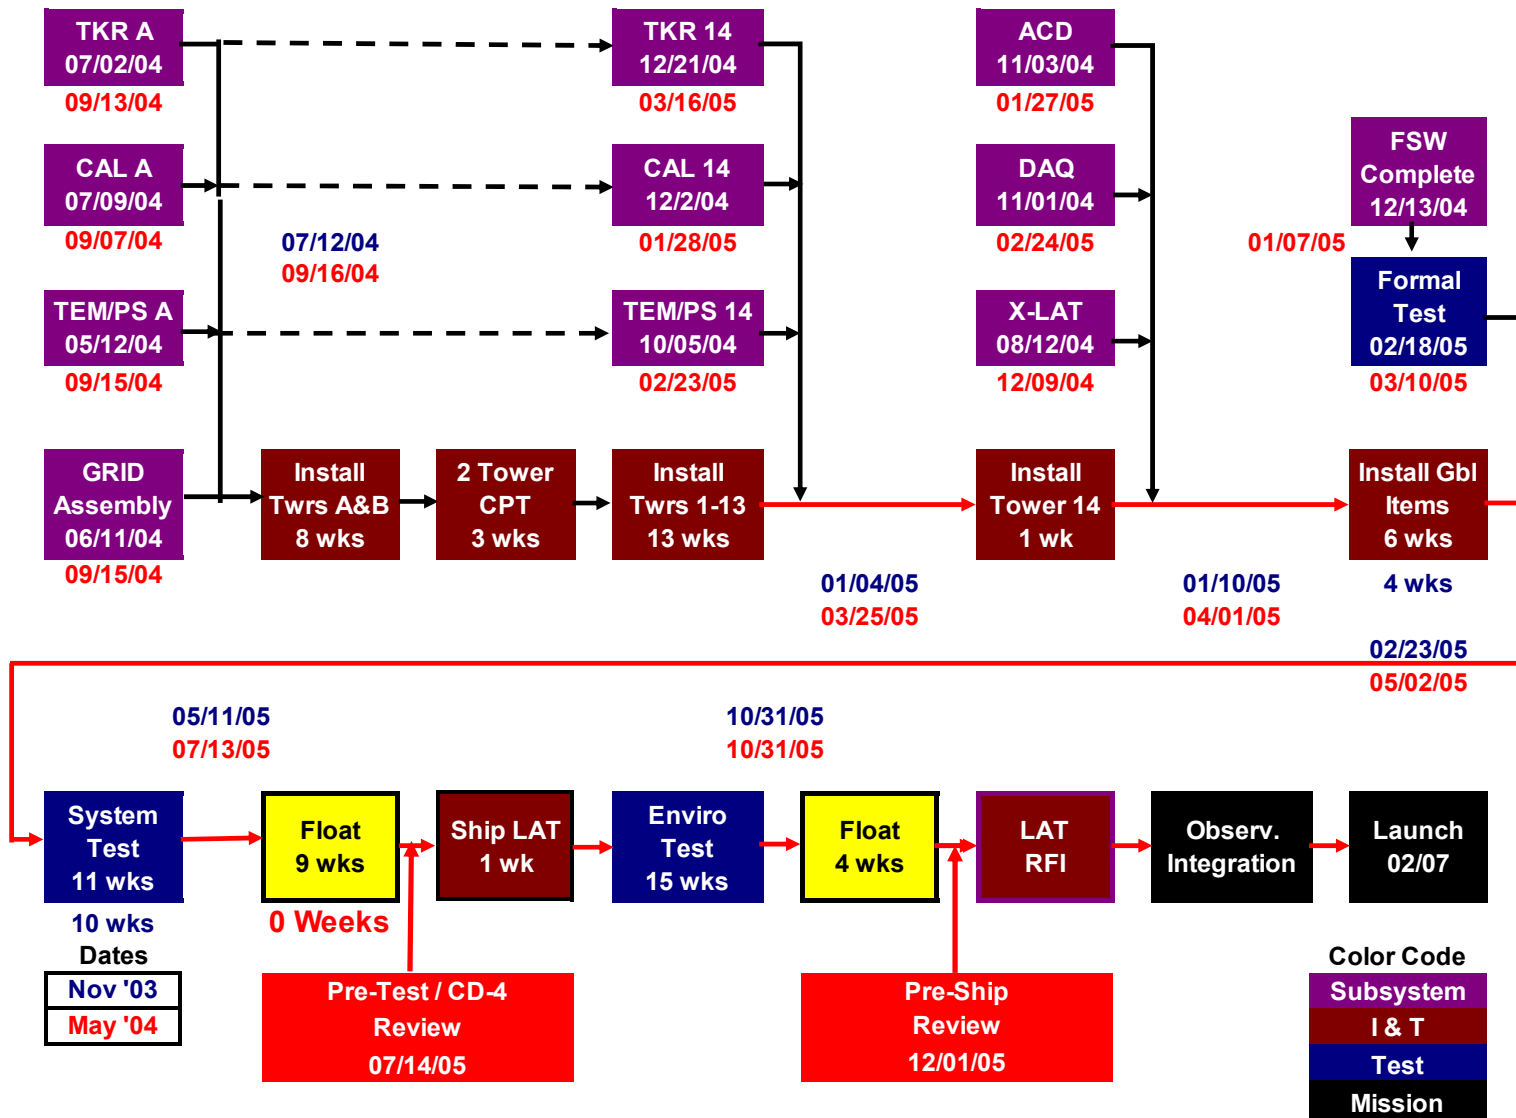 TKR A
07/02/04
09/13/04
TKR 14
12/21/04
03/16/05
ACD
11/03/04
01/27/05
CAL A
07/09/04
09/07/04
07/12/04
09/16/04
CAL 14
12/2/04
01/28/05
DAQ
11/01/04
02/24/05
FSW
Complete
12/13/04
01/07/05
TEM/PS A
05/12/04
09/15/04
TEM/PS 14
10/05/04
02/23/05
X-LAT
08/12/04
12/09/04
Formal
Test
02/18/05
03/10/05
GRID
Assembly
06/11/04
09/15/04
Install
Twrs A&B
8 wks
2 Tower
CPT
3 wks
Install
Twrs 1-13
13 wks
01/04/05
03/25/05
Install
Tower 14
1 wk
01/10/05
04/01/05
Install Gbl
Items
6 wks
4 wks
02/23/05
05/02/05
05/11/05
07/13/05
10/31/05
10/31/05
System
Test
11 wks
10 wks
Float
9 wks
0 Weeks
Ship LAT
1 wk
Enviro
Test
15 wks
Float
4 wks
LAT
RFI
Observ.
Integration
Launch
02/07
Dates
Nov '03
May '04
Pre-Test / CD-4
Review
07/14/05
Pre-Ship
Review
12/01/05
Color Code
Subsystem
I & T
Test
Mission